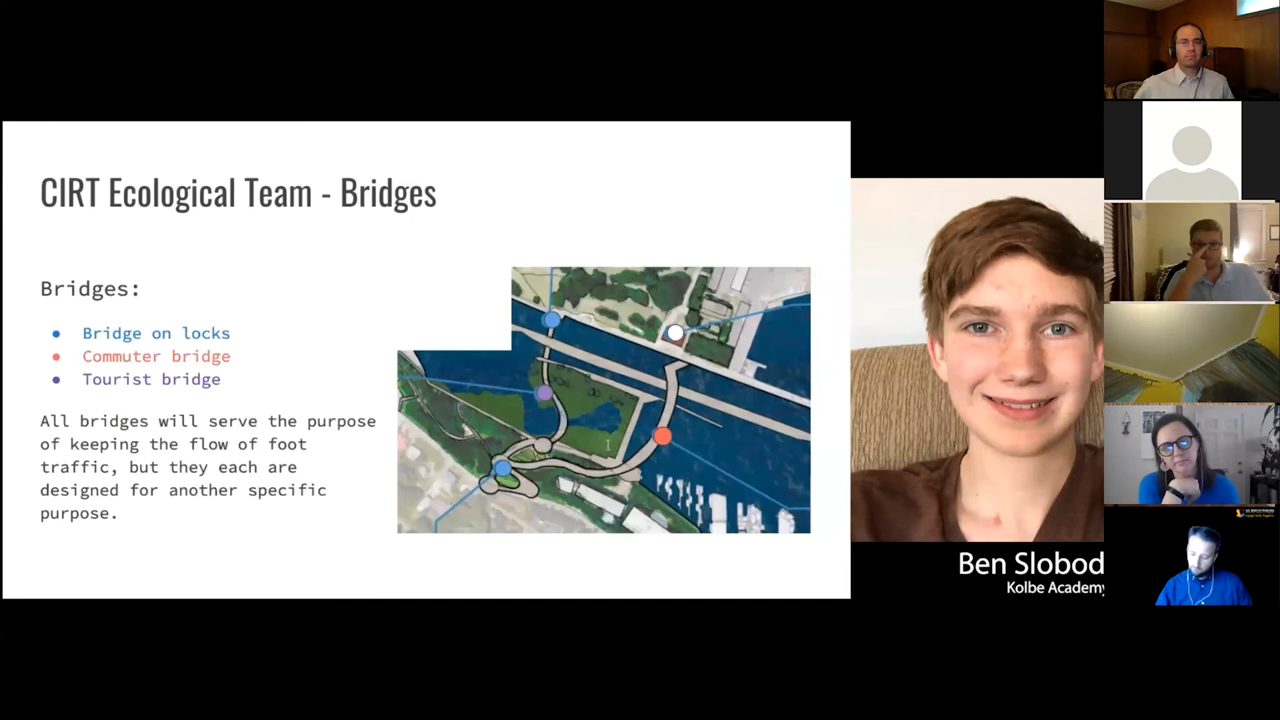 CIRT Ecological Team - Bridges
Bridges:
Bridge on locks
Commuter bridge
Tourist bridge
All bridges will serve the purpose
of keeping the flow of foot
traffic, but they each are
designed for another specific
purpose.
Ben Slobod
Kolbe Academy